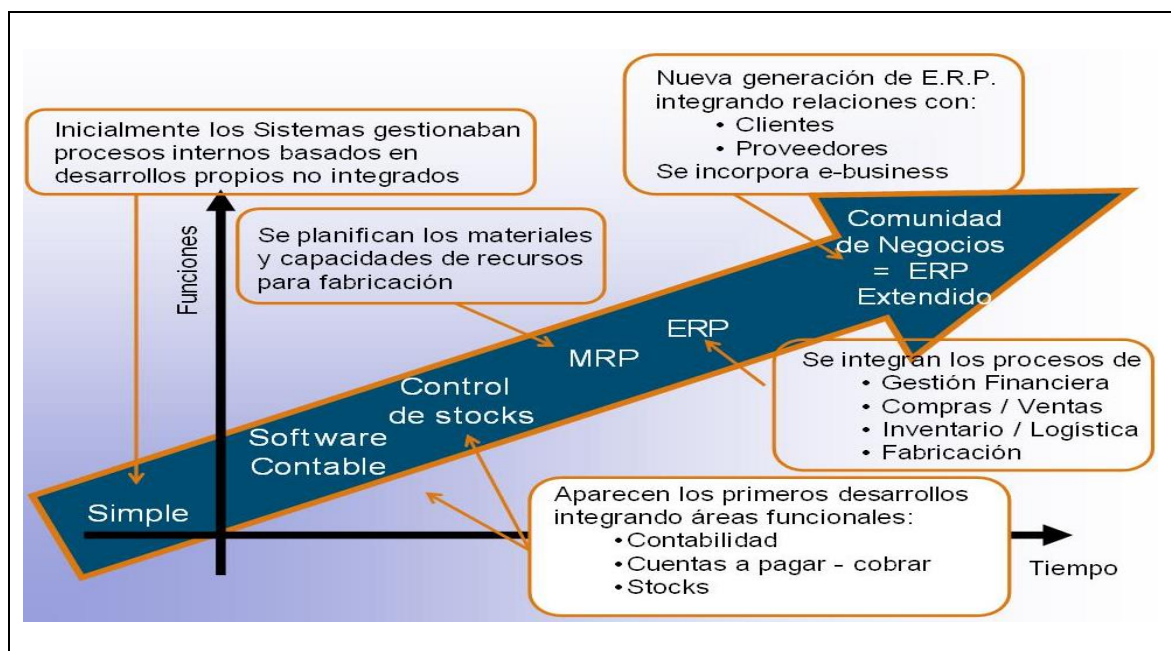 Nueva generación de E.R.P.
integrando relaciones con:
• Clientes
• Proveedores
Se incorpora e-business
Inicialmente los Sistemas gestionaban
procesos internos basados en
desarrollos propios no integrados
Se planifican los materiales
y capacidades de recursos
para fabricación
Funciones
Comunidad
de Negocios
= ERP
Extendido
ERP
MRP
Control
de stocks
Software
Contable
Simple
Se integran los procesos de
• Gestión Financiera
• Compras / Ventas
• Inventario / Logística
• Fabricación
Aparecen los primeros desarrollos
integrando áreas funcionales:
• Contabilidad
• Cuentas a pagar - cobrar
• Stocks
Tiempo